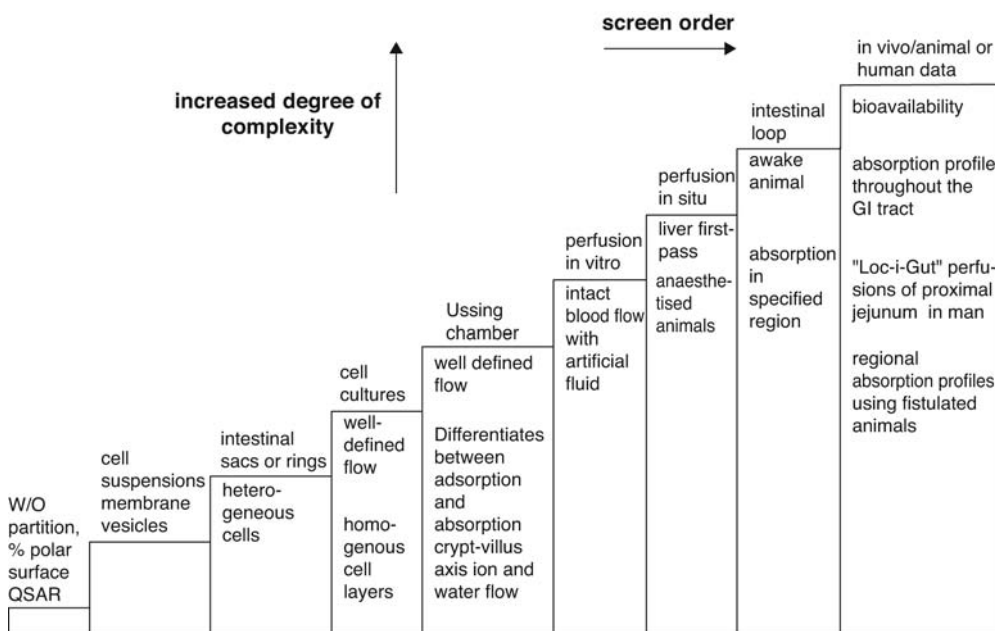 screen order
increased degree of
complexity
W/O
partition,
% polar
surface
QSAR
cell
suspensions
membrane
vesicles
intestinal
sacs or rings
hetero-
geneous
cells
cell
cultures
well-
defined
flow
homo-
genous
cell
layers
Ussing
chamber
well defined
flow
Differentiates
between
adsorption
and
absorption
crypt-villus
axis ion and
water flow
perfusion
in vitro
intact
blood flow
with
artificial
fluid
perfusion
in situ
liver first-
pass
anaesthe-
tised
animals
intestinal
loop
awake
animal
absorption
in
specified
region
in vivo/animal or
human data
bioavailability
absorption profile
throughout the
GI tract
"Loc-i-Gut" perfu-
sions of proximal
jejunum in man
regional
absorption profiles
using fistulated
animals